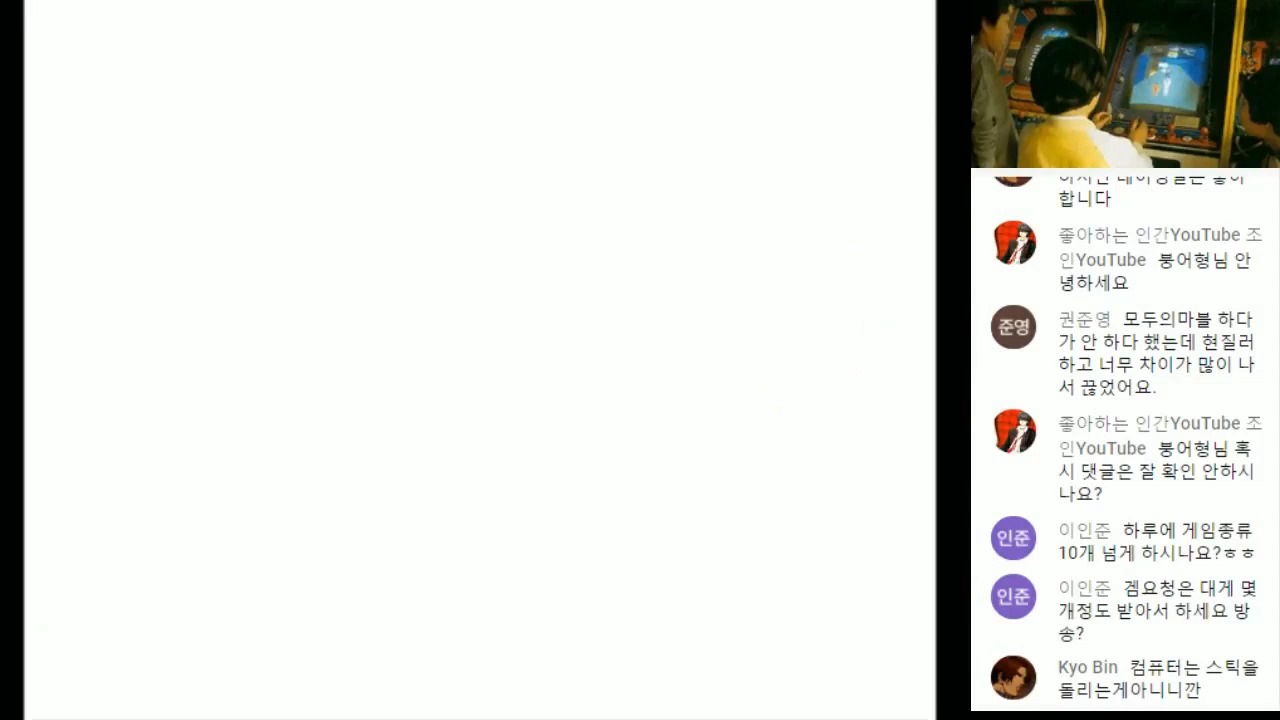 합니다
좋아하는 인간YouTube 조
인YouTube 붕어형님 안
녕하세요
준영
권준영 모두의마블 하다
가 안 하다 했는데 현질러
하고 너무 차이가 많이 나
서 끊었어요.
좋아하는 인간YouTube 조
인YouTube 붕어형님 혹
시 댓글은 잘 확인 안하시
나요?
인준
이인준 하루에 게임종류
10개 넘게 하시나요?ㅎㅎ
인준
이인준 겜요청은 대게 몇
개정도 받아서 하세요 방
송?
Kyo Bin 컴퓨터는 스틱을
돌리는게아니니깐